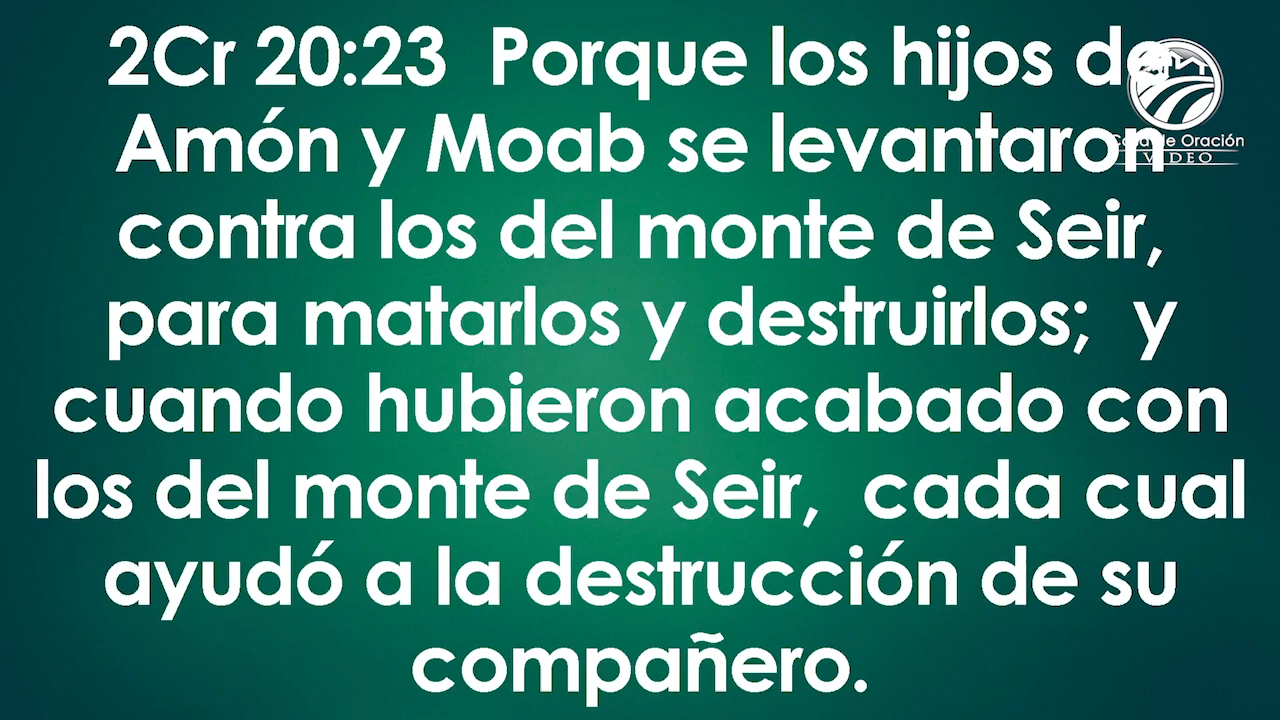 2Cr 20:23  Porque los hijos de
Amón y Moab se levantaron
contra los del monte de Seir,
para matarlos y destruirlos;  y
cuando hubieron acabado con
los del monte de Seir,  cada cual
ayudó a la destrucción de su
compañero.
Casa de Oración
VIDEO